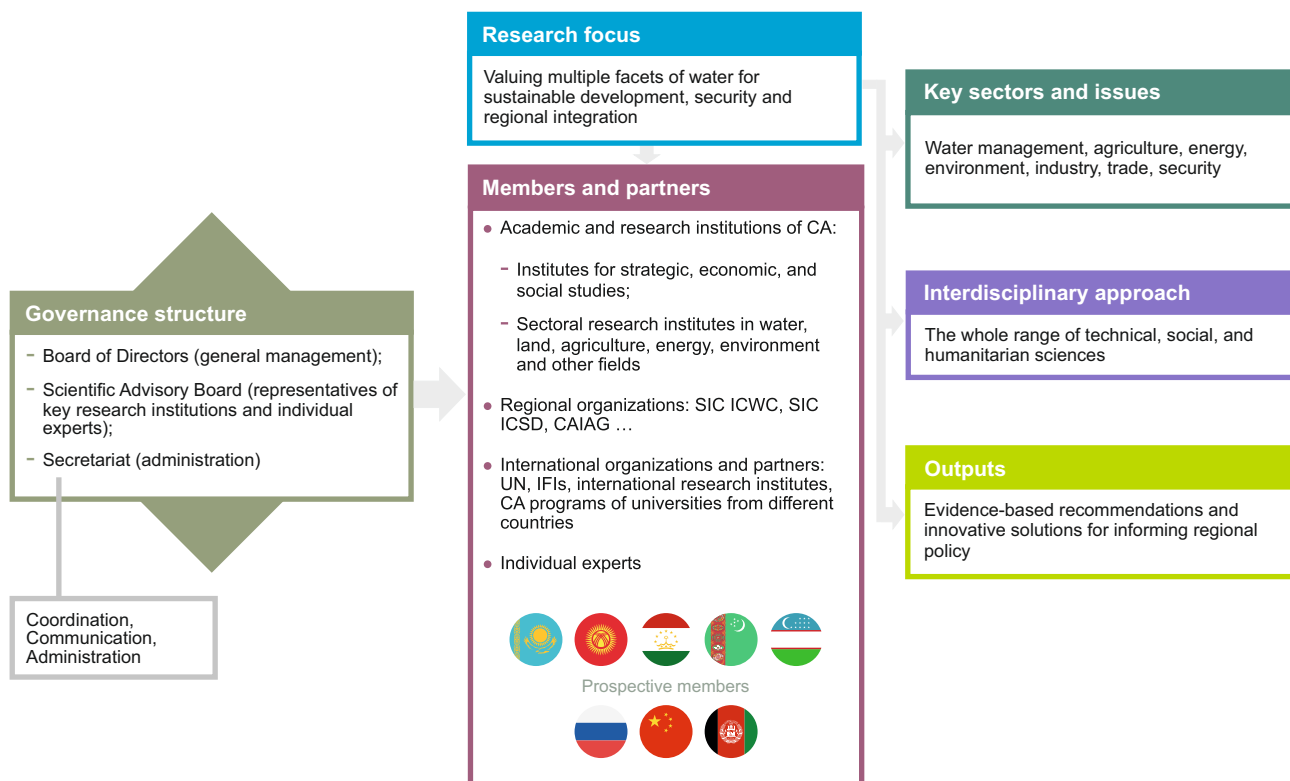 Research focus
Valuing multiple facets of water for
sustainable development, security and
regional integration
Key sectors and issues
Water management, agriculture, energy,
environment, industry, trade, security
Members and partners
● Academic and research institutions of CA:
- Institutes for strategic, economic, and
social studies;
- Sectoral research institutes in water,
land, agriculture, energy, environment
and other fields
● Regional organizations: SIC ICWC, SIC
ICSD, CAIAG …
● International organizations and partners:
UN, IFIs, international research institutes,
CA programs of universities from different
countries
● Individual experts
Prospective members
Governance structure
- Board of Directors (general management);
- Scientific Advisory Board (representatives of
key research institutions and individual
experts);
- Secretariat (administration)
Coordination,
Communication,
Administration
Interdisciplinary approach
The whole range of technical, social, and
humanitarian sciences
Outputs
Evidence-based recommendations and
innovative solutions for informing regional
policy